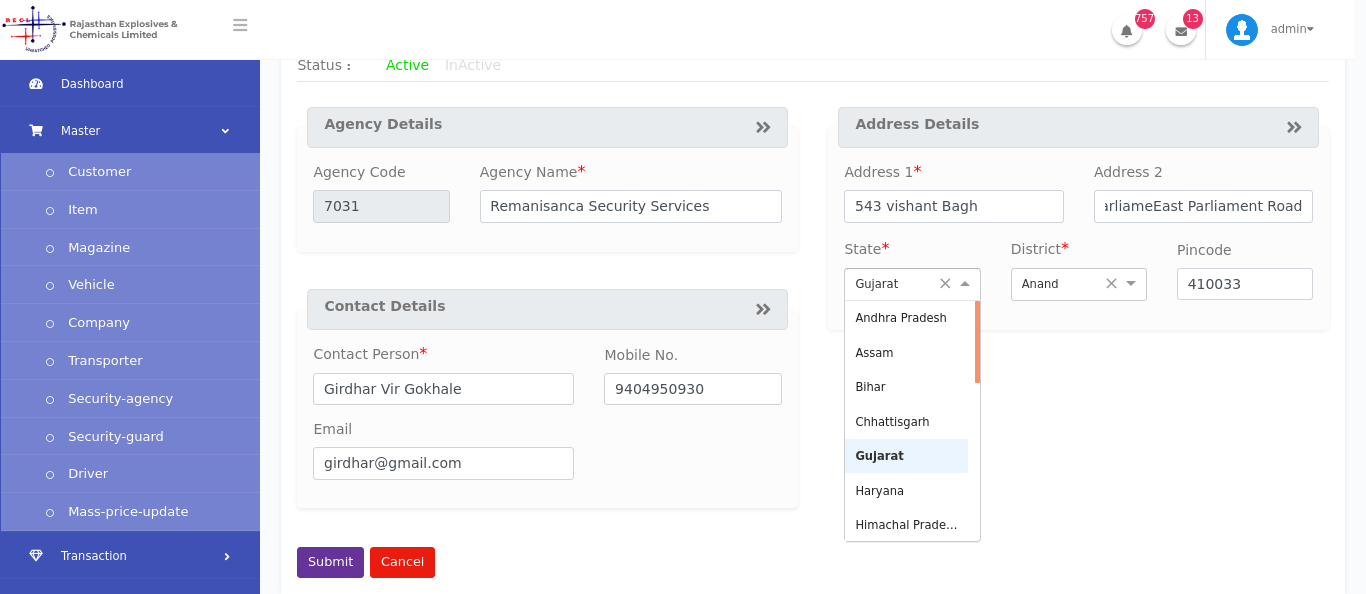 R E G L
Rajasthan Explosives &
Chemicals Limited
757
13
admin
Dashboard
Master
Customer
Item
Magazine
Vehicle
Company
Transporter
Security-agency
Security-guard
Driver
Mass-price-update
Transaction
Status :
Active
InActive
Agency Details
Agency Code
Agency Name*
7031
Remanisanca Security Services
Contact Details
Contact Person*
Mobile No.
Girdhar Vir Gokhale
9404950930
Email
girdhar@gmail.com
Submit
Cancel
Address Details
Address 1*
Address 2
543 vishant Bagh
arliameEast Parliament Road
State*
District*
Pincode
Gujarat
Anand
410033
Andhra Pradesh
Assam
Bihar
Chhattisgarh
Gujarat
Haryana
Himachal Prade...